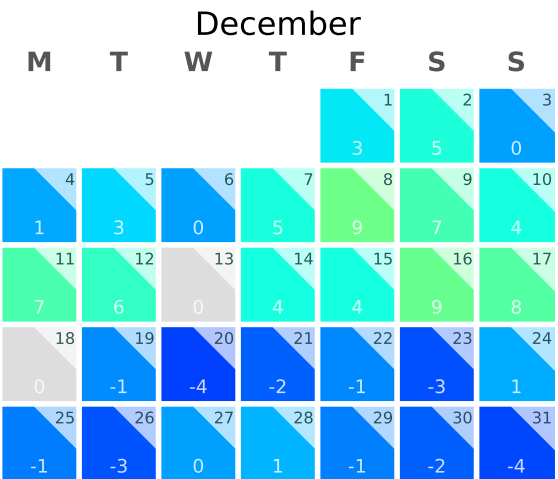 December
M T W T F S S
1 2 3
3 5 0
4 5 6 7 8 9 10
1 3 0 5 9 7 4
11 12 13 14 15 16 17
7 6 0 4 4 9 8
18 19 20 21 22 23 24
0 -1 -4 -2 -1 -3 1
25 26 27 28 29 30 31
-1 -3 0 1 -1 -2 -4